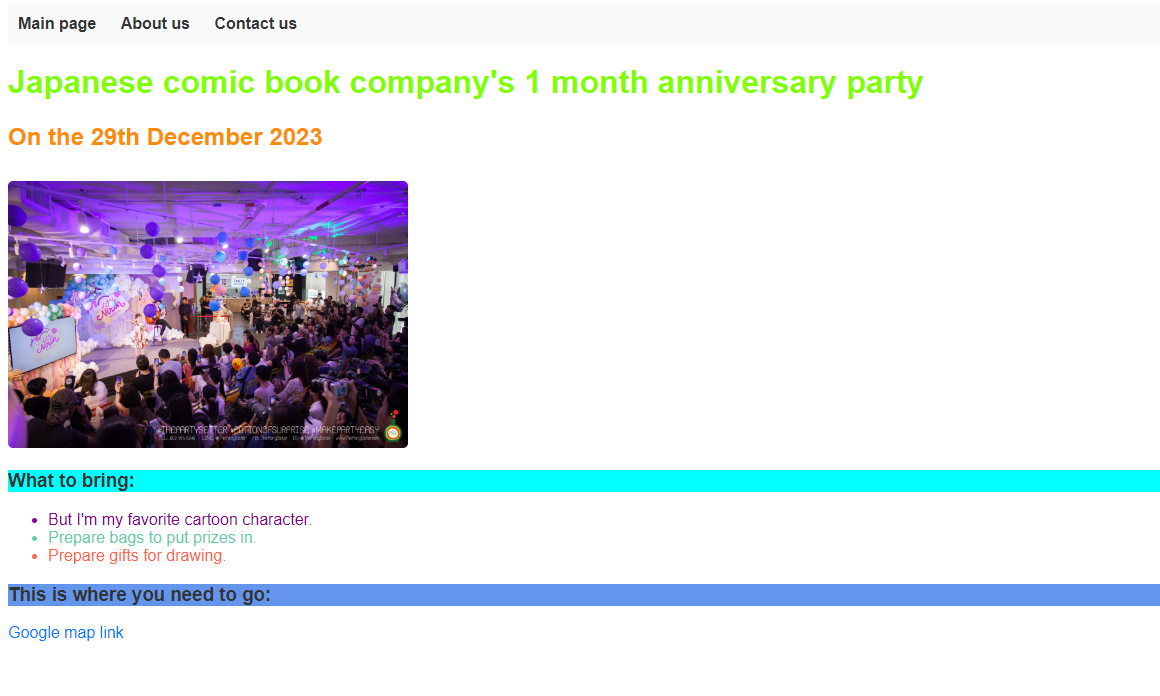 Main page About us Contact us
Japanese comic book company's 1 month anniversary party
On the 29th December 2023
#THEPARTYSETTER #POTIONOFSURPRISE #MAKEPARTYEASY
What to bring:
But I'm my favorite cartoon character.
Prepare bags to put prizes in.
Prepare gifts for drawing.
This is where you need to go:
Google map link